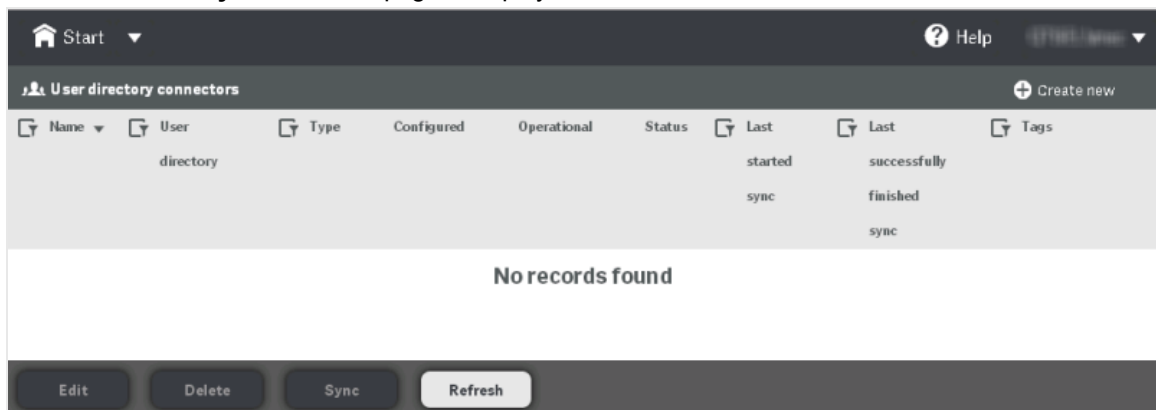 Start
Help
User directory connectors
Create new
Name User Type Configured Operational Status Last Last Tags
directory started successfully
sync finished
sync
No records found
Edit Delete Sync Refresh